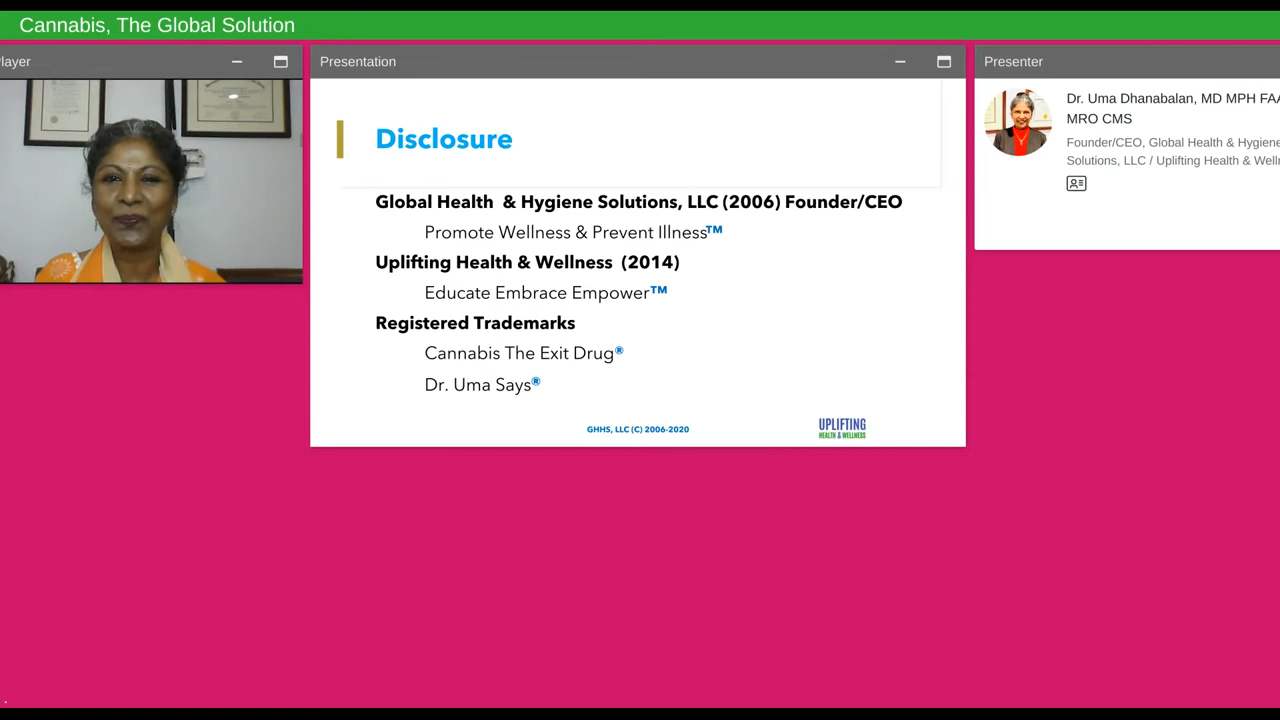 Cannabis, The Global Solution
layer
Presentation
Presenter
Disclosure
Global Health & Hygiene Solutions, LLC (2006) Founder/CEO
Promote Wellness & Prevent Illness™
Uplifting Health & Wellness (2014)
Educate Embrace Empower™
Registered Trademarks
Cannabis The Exit Drug®
Dr. Uma Says®
GHHS, LLC (C) 2006-2020
UPLIFTING
HEALTH & WELLNESS
Dr. Uma Dhanabalan, MD MPH FAA
MRO CMS
Founder/CEO, Global Health & Hygiene
Solutions, LLC / Uplifting Health & Well